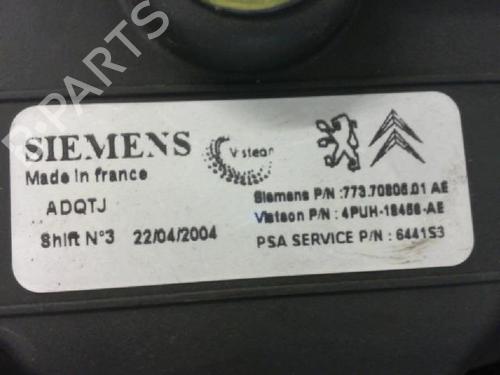 B-PARTS
SIEMENS
Visteon
Made in france
ADQTJ
Shift N°3 22/04/2004
Siemens P/N :773.70806.01 AE
Visteon P/N : 4PUH-18456-AE
PSA SERVICE P/N : 6441S3